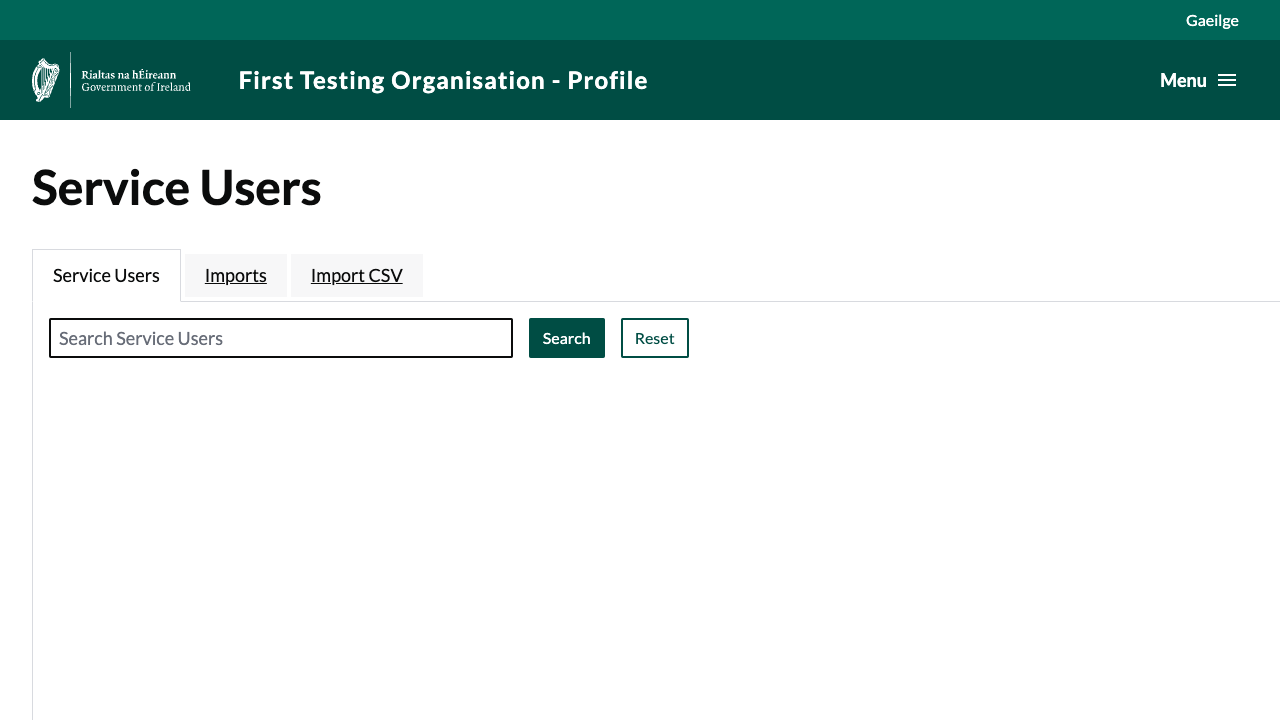 Gaeilge
Rialtas na hÉireann
Government of Ireland
First Testing Organisation - Profile
Menu
Service Users
Service Users
Imports
Import CSV
Search Service Users
Search
Reset